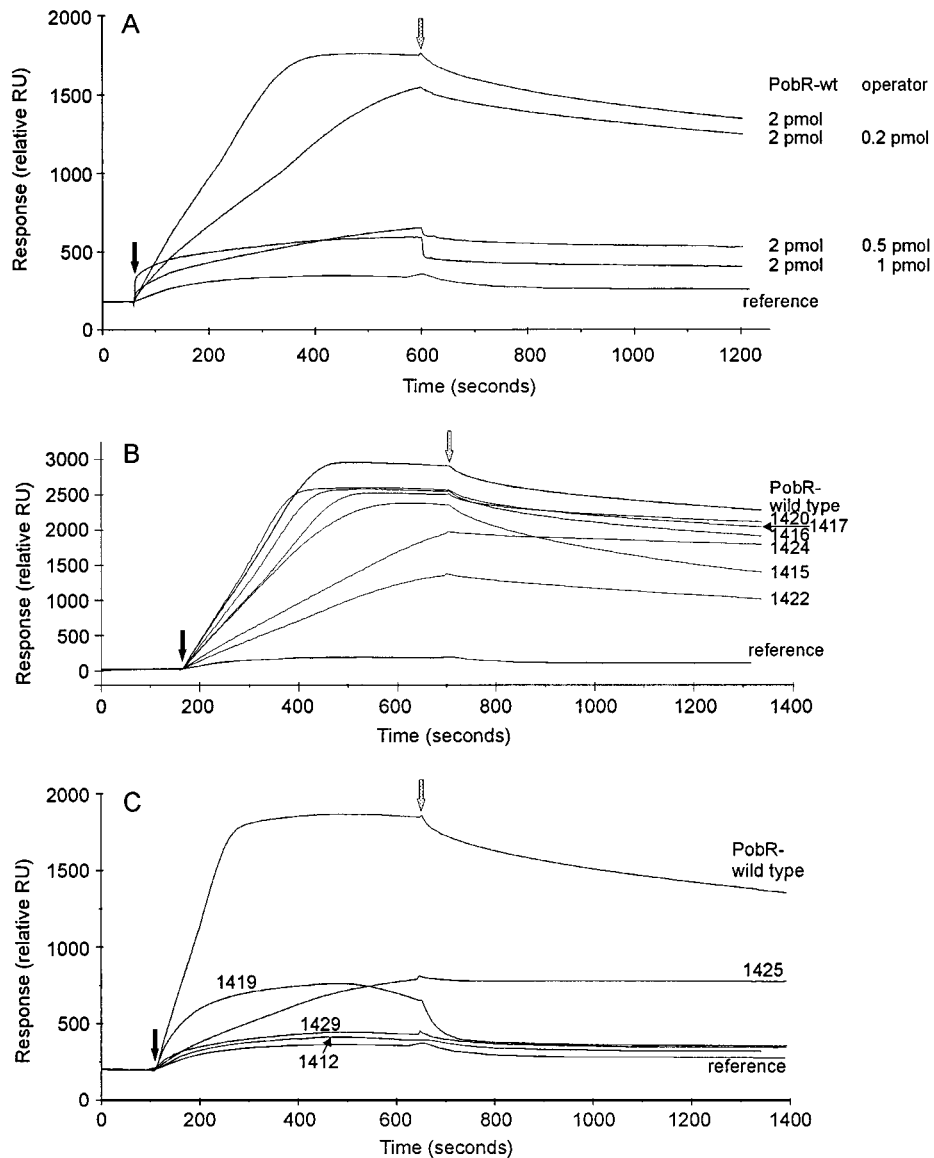 A
2000
1500
1000
500
0
Response (relative RU)
PobR-wt operator
2 pmol
2 pmol 0.2 pmol
2 pmol 0.5 pmol
2 pmol 1 pmol
reference
0 200 400 600 800 1000 1200
Time (seconds)
B
3000
2500
2000
1500
1000
500
0
Response (relative RU)
PobR-
wild type
1420
1417
1416
1424
1415
1422
reference
0 200 400 600 800 1000 1200 1400
Time (seconds)
C
2000
1500
1000
500
0
Response (relative RU)
PobR-
wild type
1419
1425
1429
1412
reference
0 200 400 600 800 1000 1200 1400
Time (seconds)